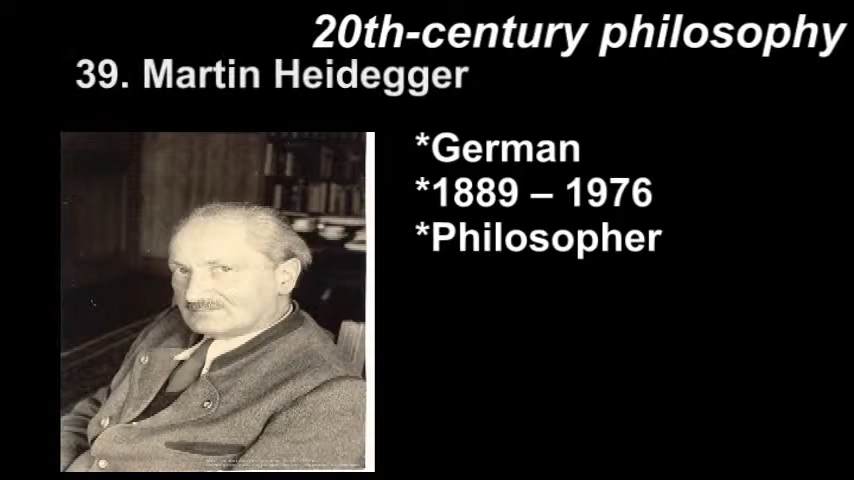 20th-century philosophy
39. Martin Heidegger
*German
*1889 – 1976
*Philosopher